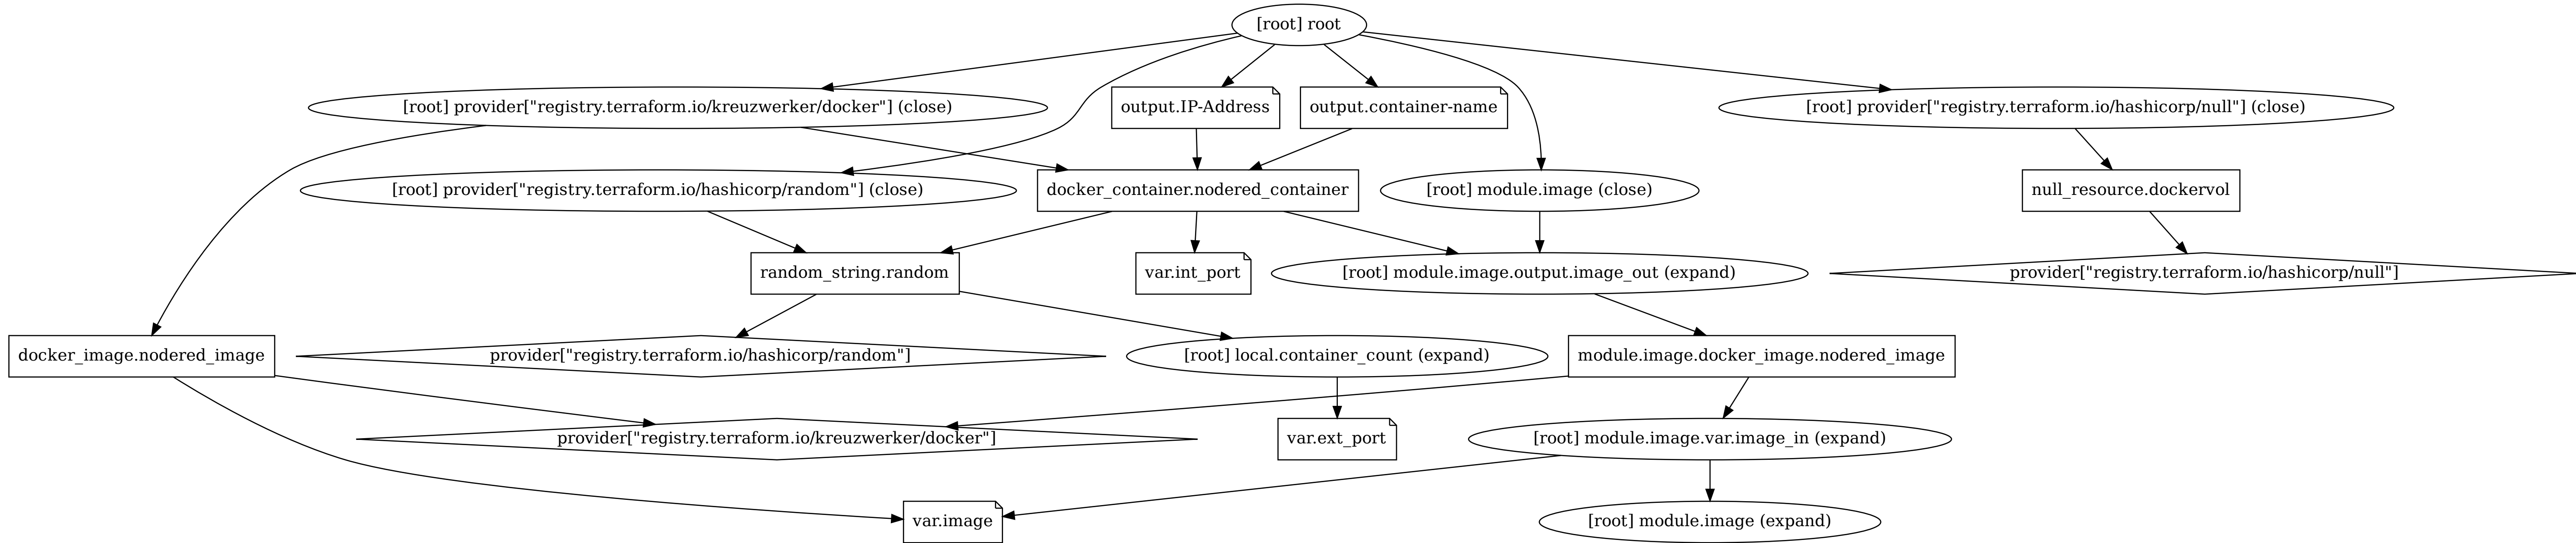 [root] root
[root] provider["registry.terraform.io/kreuzwerker/docker"] (close)
output.IP-Address
output.container-name
[root] provider["registry.terraform.io/hashicorp/null"] (close)
[root] provider["registry.terraform.io/hashicorp/random"] (close)
docker_container.nodered_container
[root] module.image (close)
null_resource.dockervol
random_string.random
var.int_port
[root] module.image.output.image_out (expand)
provider["registry.terraform.io/hashicorp/null"]
docker_image.nodered_image
provider["registry.terraform.io/hashicorp/random"]
[root] local.container_count (expand)
module.image.docker_image.nodered_image
provider["registry.terraform.io/kreuzwerker/docker"]
var.ext_port
[root] module.image.var.image_in (expand)
var.image
[root] module.image (expand)